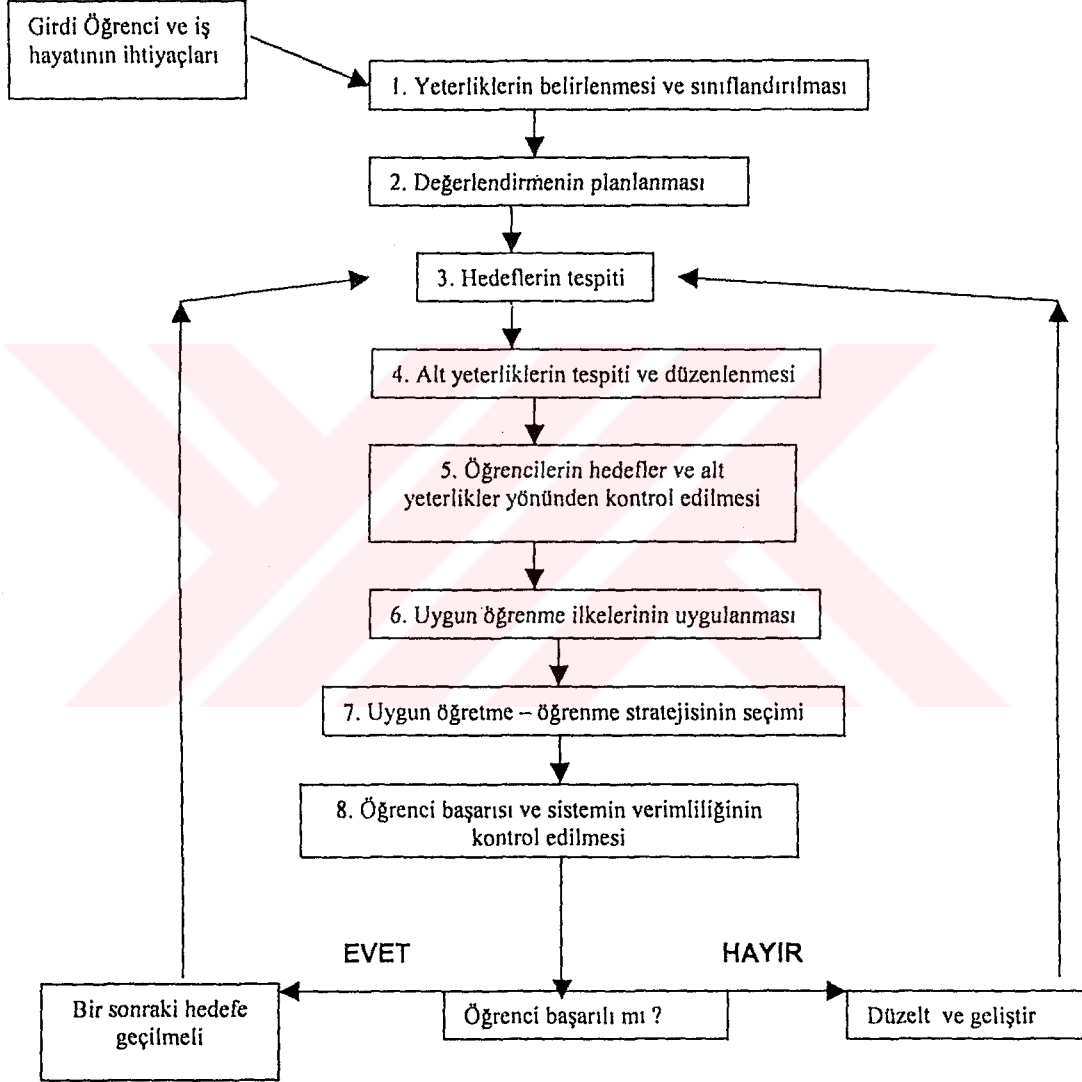 Girdi Öğrenci ve iş
hayatının ihtiyaçları
1. Yeterliklerin belirlenmesi ve sınıflandırılması
2. Değerlendirmenin planlanması
3. Hedeflerin tespiti
4. Alt yeterliklerin tespiti ve düzenlenmesi
5. Öğrencilerin hedefler ve alt
yeterlikler yönünden kontrol edilmesi
6. Uygun öğrenme ilkelerinin uygulanması
7. Uygun öğretme – öğrenme stratejisinin seçimi
8. Öğrenci başarısı ve sistemin verimliliğinin
kontrol edilmesi
EVET
HAYIR
Bir sonraki hedefe
geçilmeli
Öğrenci başarılı mı ?
Düzelt ve geliştir